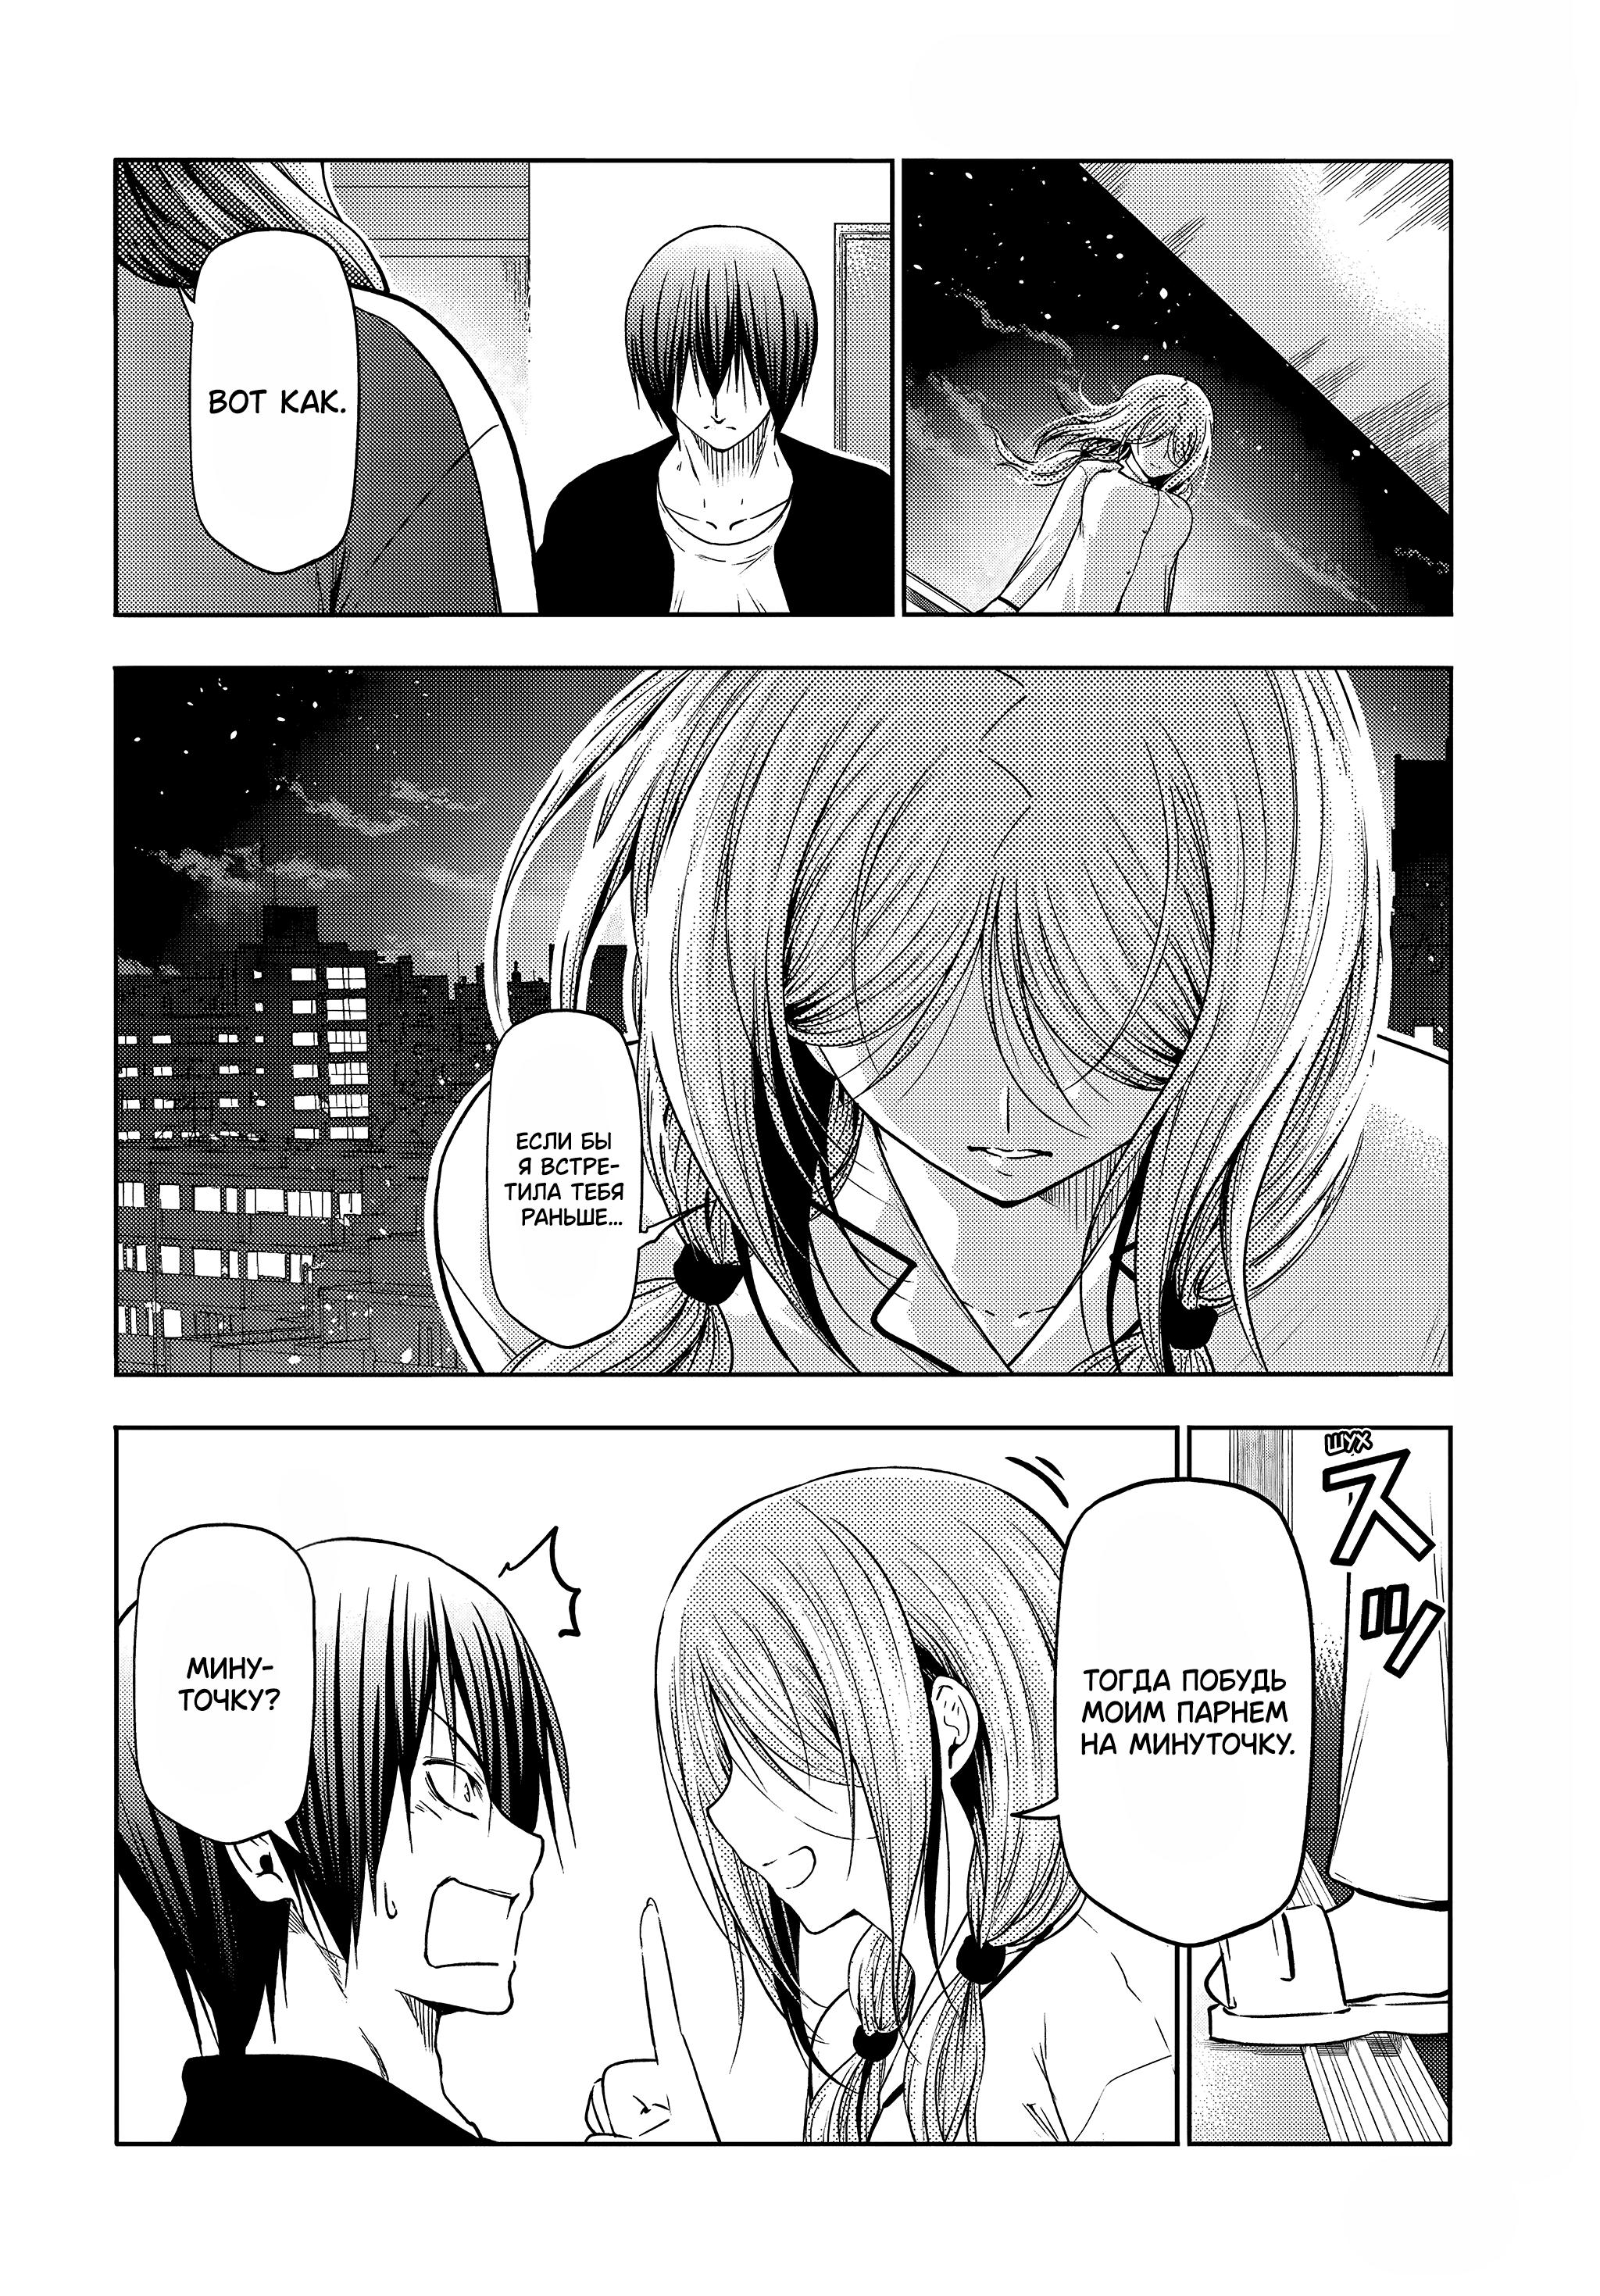 ВОТ КАК.
ЕСЛИ БЫ
Я ВСТРЕ-
ТИЛА ТЕБЯ
РАНЬШЕ...
ШУХ
スッ
ТОГДА ПОБУДЬ
МОИМ ПАРНЕМ
НА МИНУТОЧКУ.
МИНУ-
ТОЧКУ?